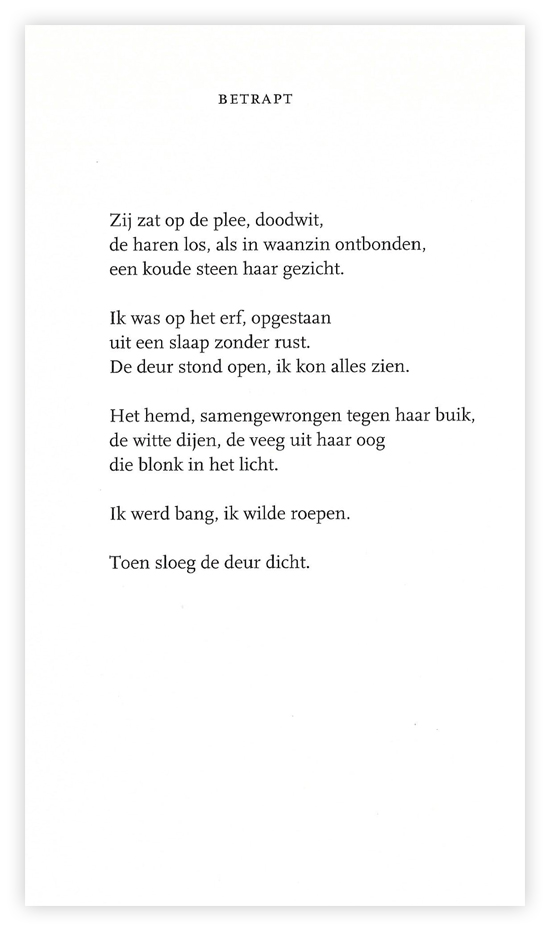 BETRAPT
Zij zat op de plee, doodwit,
de haren los, als in waanzin ontbonden,
een koude steen haar gezicht.
Ik was op het erf, opgestaan
uit een slaap zonder rust.
De deur stond open, ik kon alles zien.
Het hemd, samengewrongen tegen haar buik,
de witte dijen, de veeg uit haar oog
die blonk in het licht.
Ik werd bang, ik wilde roepen.
Toen sloeg de deur dicht.